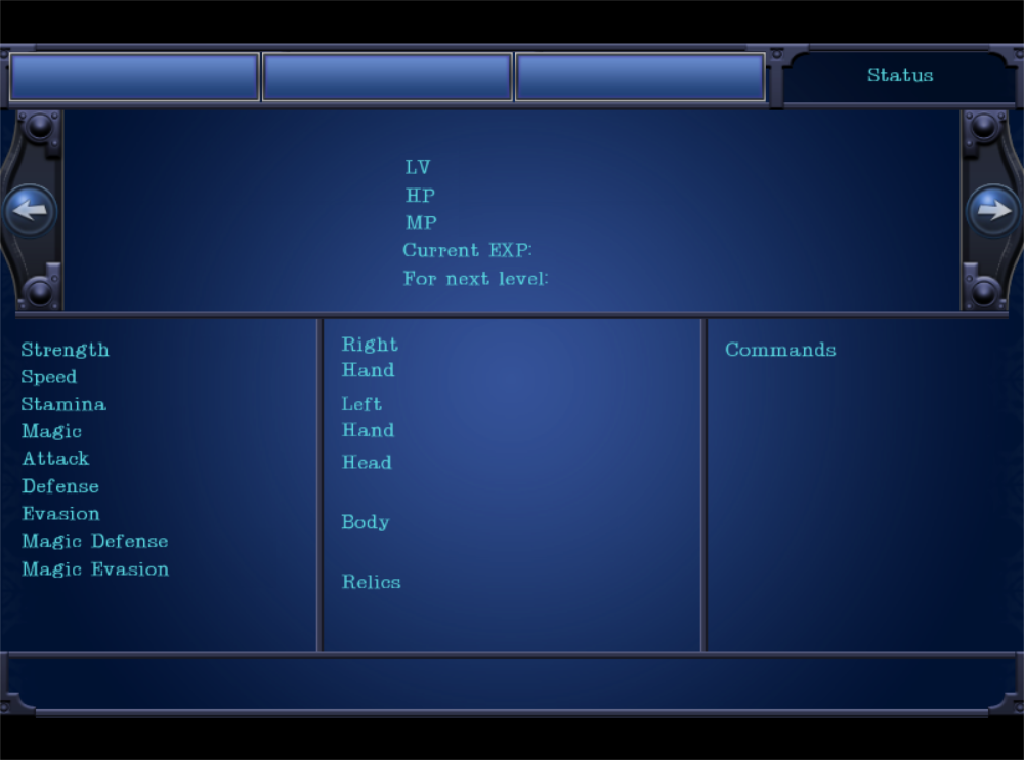 Status
LV
HP
MP
Current EXP:
For next level:
Strength
Speed
Stamina
Magic
Attack
Defense
Evasion
Magic Defense
Magic Evasion
Right
Hand
Left
Hand
Head
Body
Relics
Commands